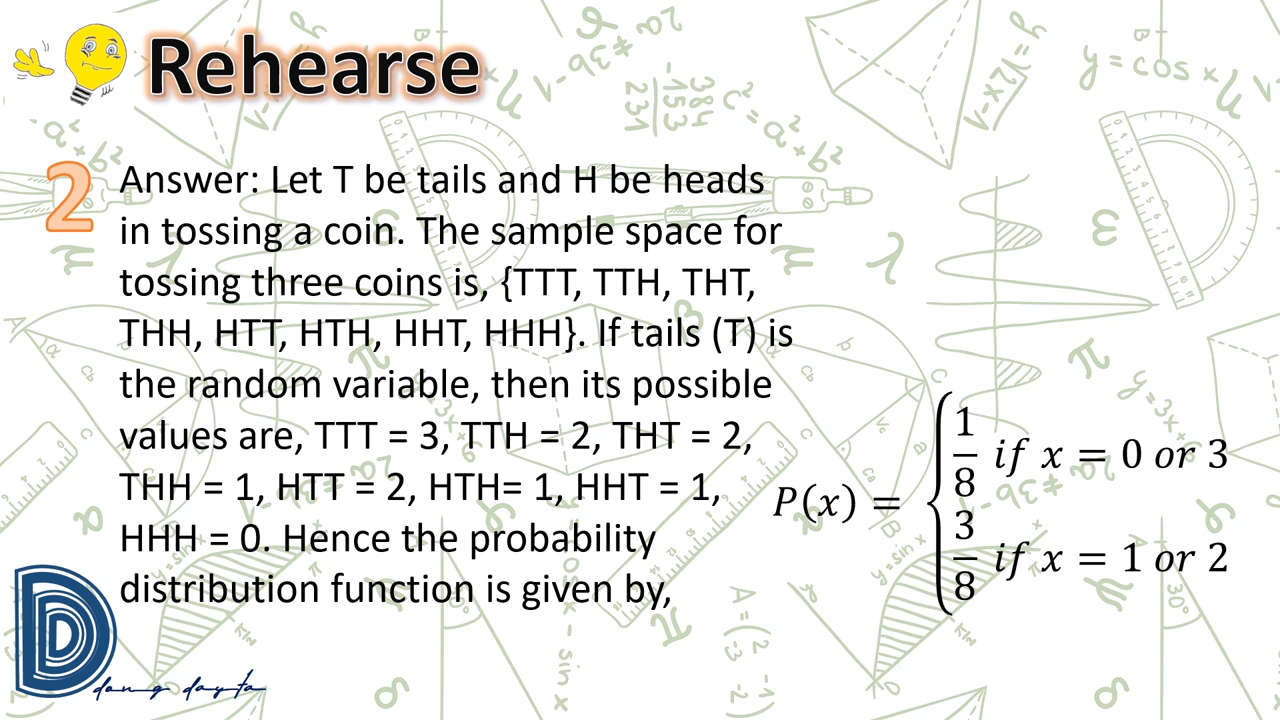 Rehearse
2
Answer: Let T be tails and H be heads
in tossing a coin. The sample space for
tossing three coins is, {TTT, TTH, THT,
THH, HTT, HTH, HHT, HHH}. If tails (T) is
the random variable, then its possible
values are, TTT = 3, TTH = 2, THT = 2,
THH = 1, HTT = 2, HTH= 1, HHT = 1,
HHH = 0. Hence the probability
distribution function is given by,
P(x) = { 1/8 if x = 0 or 3
3/8 if x = 1 or 2
D
dang dayta
y = cos x